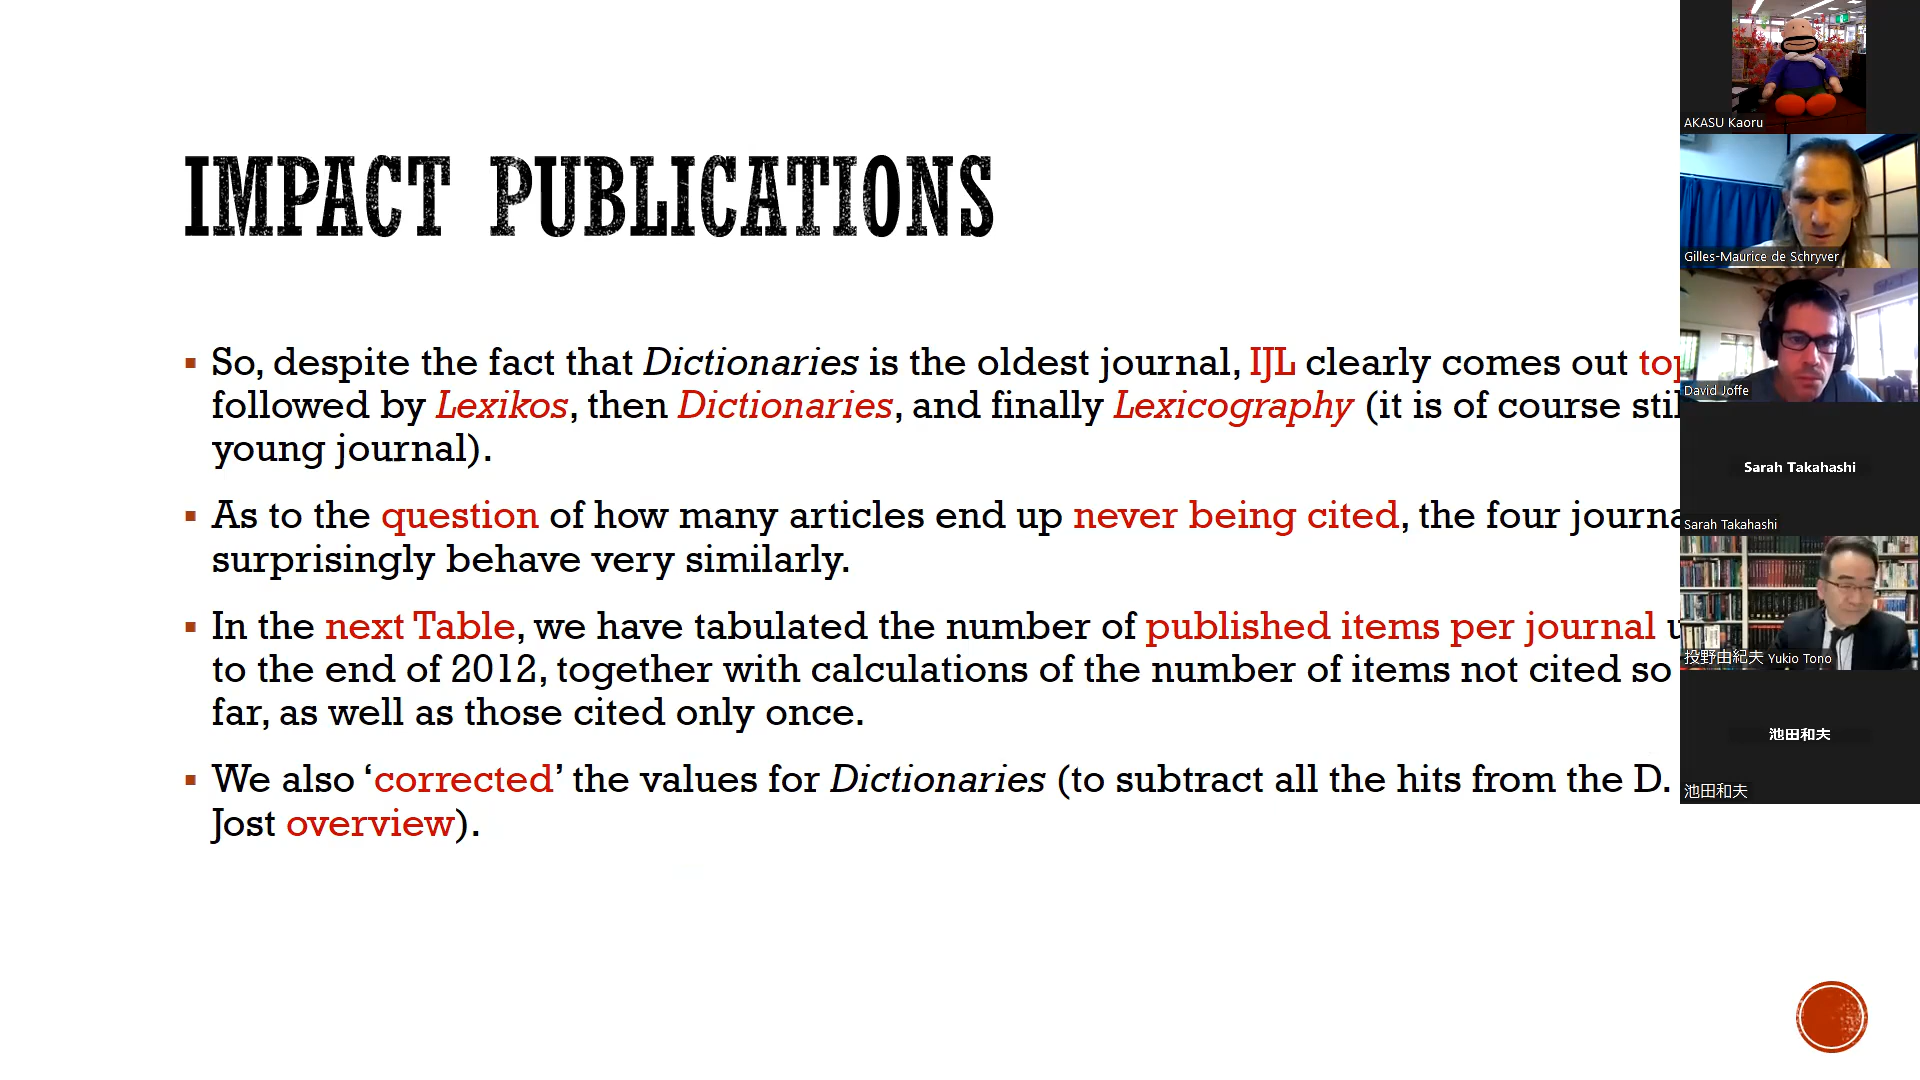 IMPACT PUBLICATIONS
▪ So, despite the fact that Dictionaries is the oldest journal, IJL clearly comes out
followed by Lexikos, then Dictionaries, and finally Lexicography (it is of course
young journal).
▪ As to the question of how many articles end up never being cited, the four
surprisingly behave very similarly.
▪ In the next Table, we have tabulated the number of published items per journal
to the end of 2012, together with calculations of the number of items not cited so
far, as well as those cited only once.
▪ We also ‘corrected’ the values for Dictionaries (to subtract all the hits from the D.
Jost overview).
AKASU Kaoru
Gilles-Maurice de Schryver
David Joffe
Sarah Takahashi
Sarah Takahashi
投野由紀夫 Yukio Tono
池田和夫
池田和夫